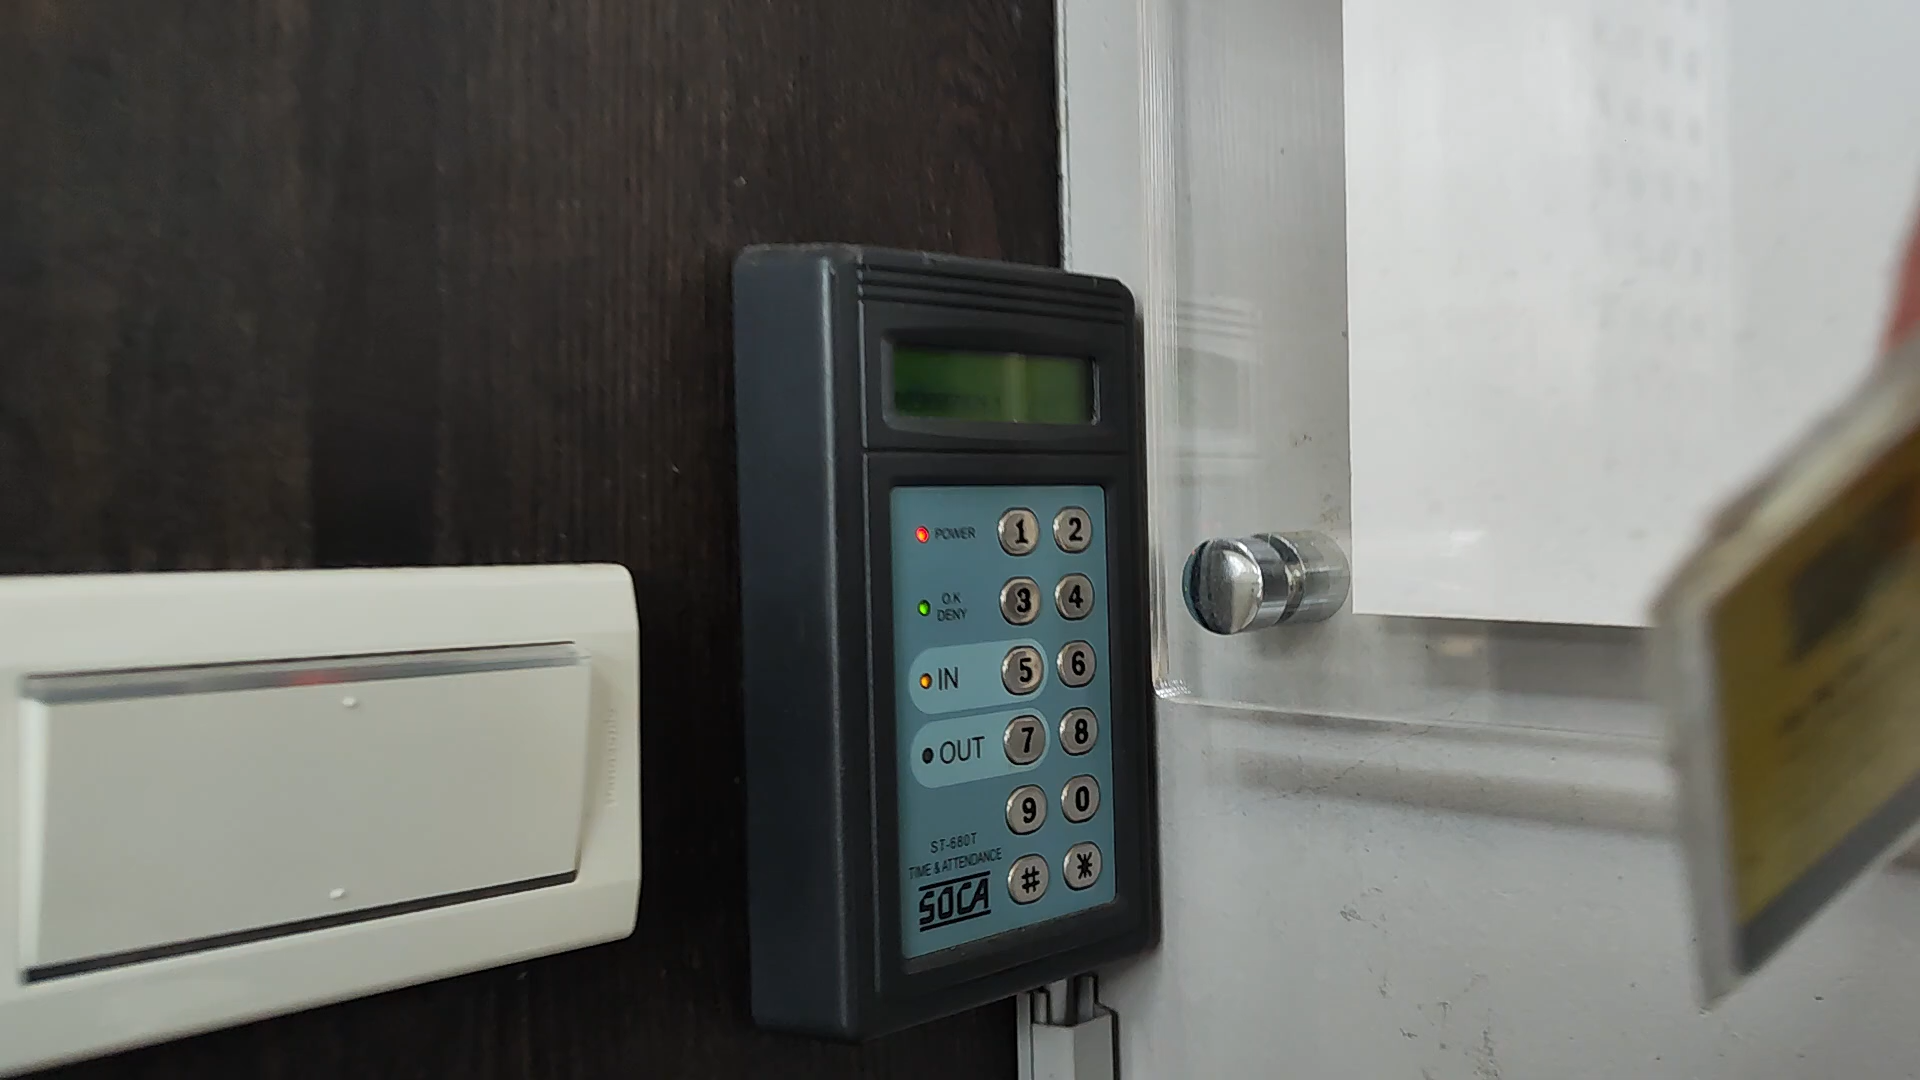 POWER
1
2
O.K
DENY
3
4
IN
5
6
OUT
7
8
9
0
ST-680T
TIME & ATTENDANCE
#
*
SOCA